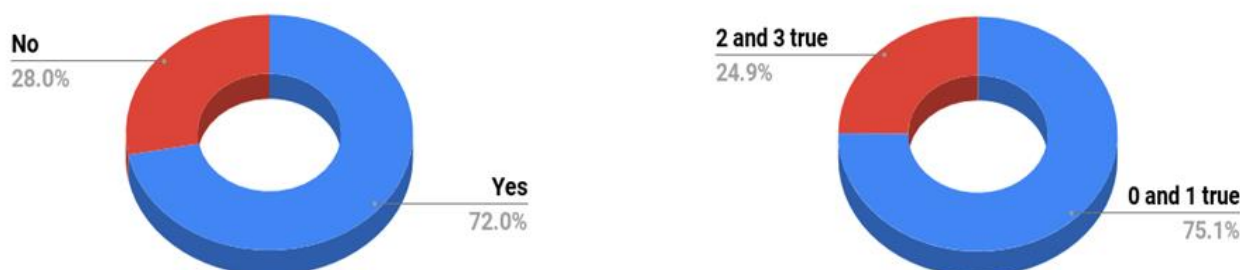 No
28.0%
Yes
72.0%
2 and 3 true
24.9%
0 and 1 true
75.1%